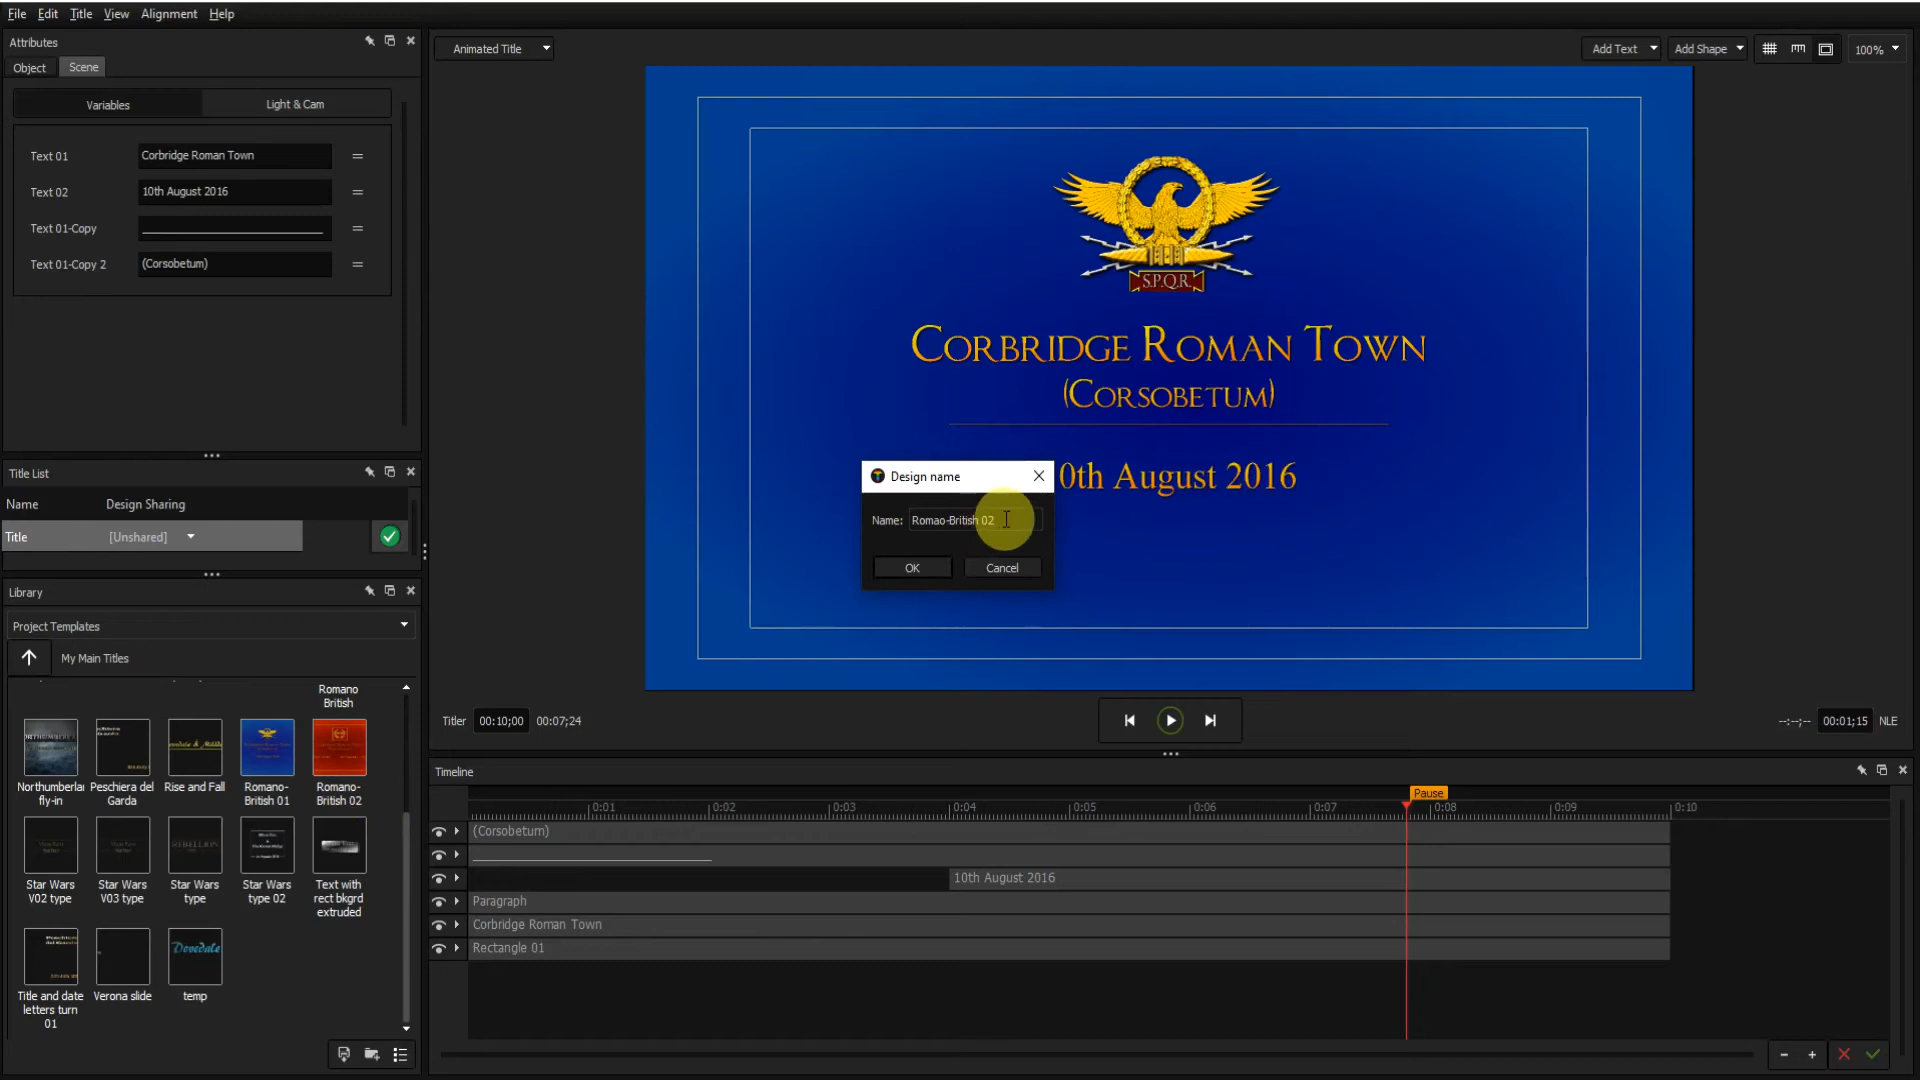 File Edit Title View Alignment Help
Attributes
Object Scene
Variables Light & Cam
Text 01 Corbridge Roman Town
Text 02 10th August 2016
Text 01-Copy
Text 01-Copy 2 (Corsobetum)
Animated Title
Add Text Add Shape 100%
S.P.Q.R.
Corbridge Roman Town
(Corsobetum)
0th August 2016
Design name
Name: Romao-British 02
OK Cancel
Title List
Name Design Sharing
Title [Unshared]
Library
Project Templates
My Main Titles
Romano
British
Northumberla Peschiera del Rise and Fall Romano- Romano-
fly-in Garda British 01 British 02
Star Wars Star Wars Star Wars Star Wars Text with
V02 type V03 type type type 02 rect bkgrd
extruded
Dovedale
Title and date Verona slide temp
letters turn
01
Titler 00:10;00 00:07;24
--:--;-- 00:01;15 NLE
Timeline
Pause
0:01 0:02 0:03 0:04 0:05 0:06 0:07 0:08 0:09 0:10
(Corsobetum)
10th August 2016
Paragraph
Corbridge Roman Town
Rectangle 01